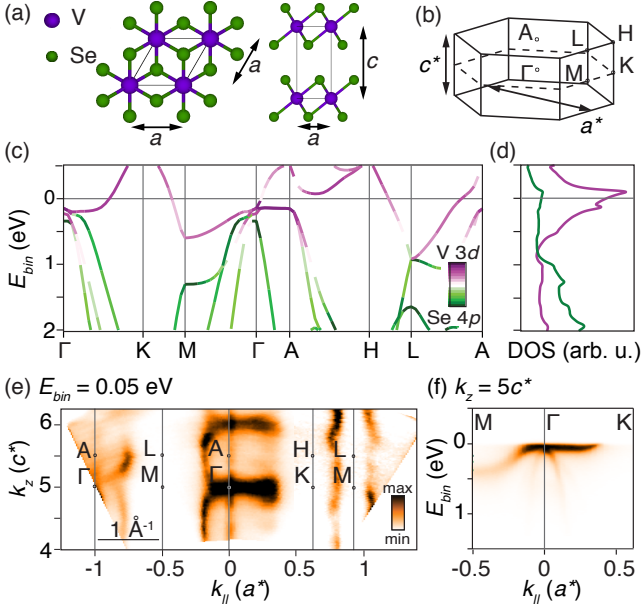 (a)
V
Se
a
a
c
a
(b)
A
L
H
Γ
M
K
c*
a*
(c)
E_bin (eV)
0
1
2
V 3d
Se 4p
Γ K M Γ A H L A
(d)
DOS (arb. u.)
(e) E_bin = 0.05 eV
k_z (c*)
6
5
4
A L A H L
Γ M Γ K M
1 Å⁻¹
max
min
-1 -0.5 0 0.5 1
k_|| (a*)
(f) k_z = 5c*
M Γ K
E_bin (eV)
0
1
-0.5 0 0.5
k_|| (a*)